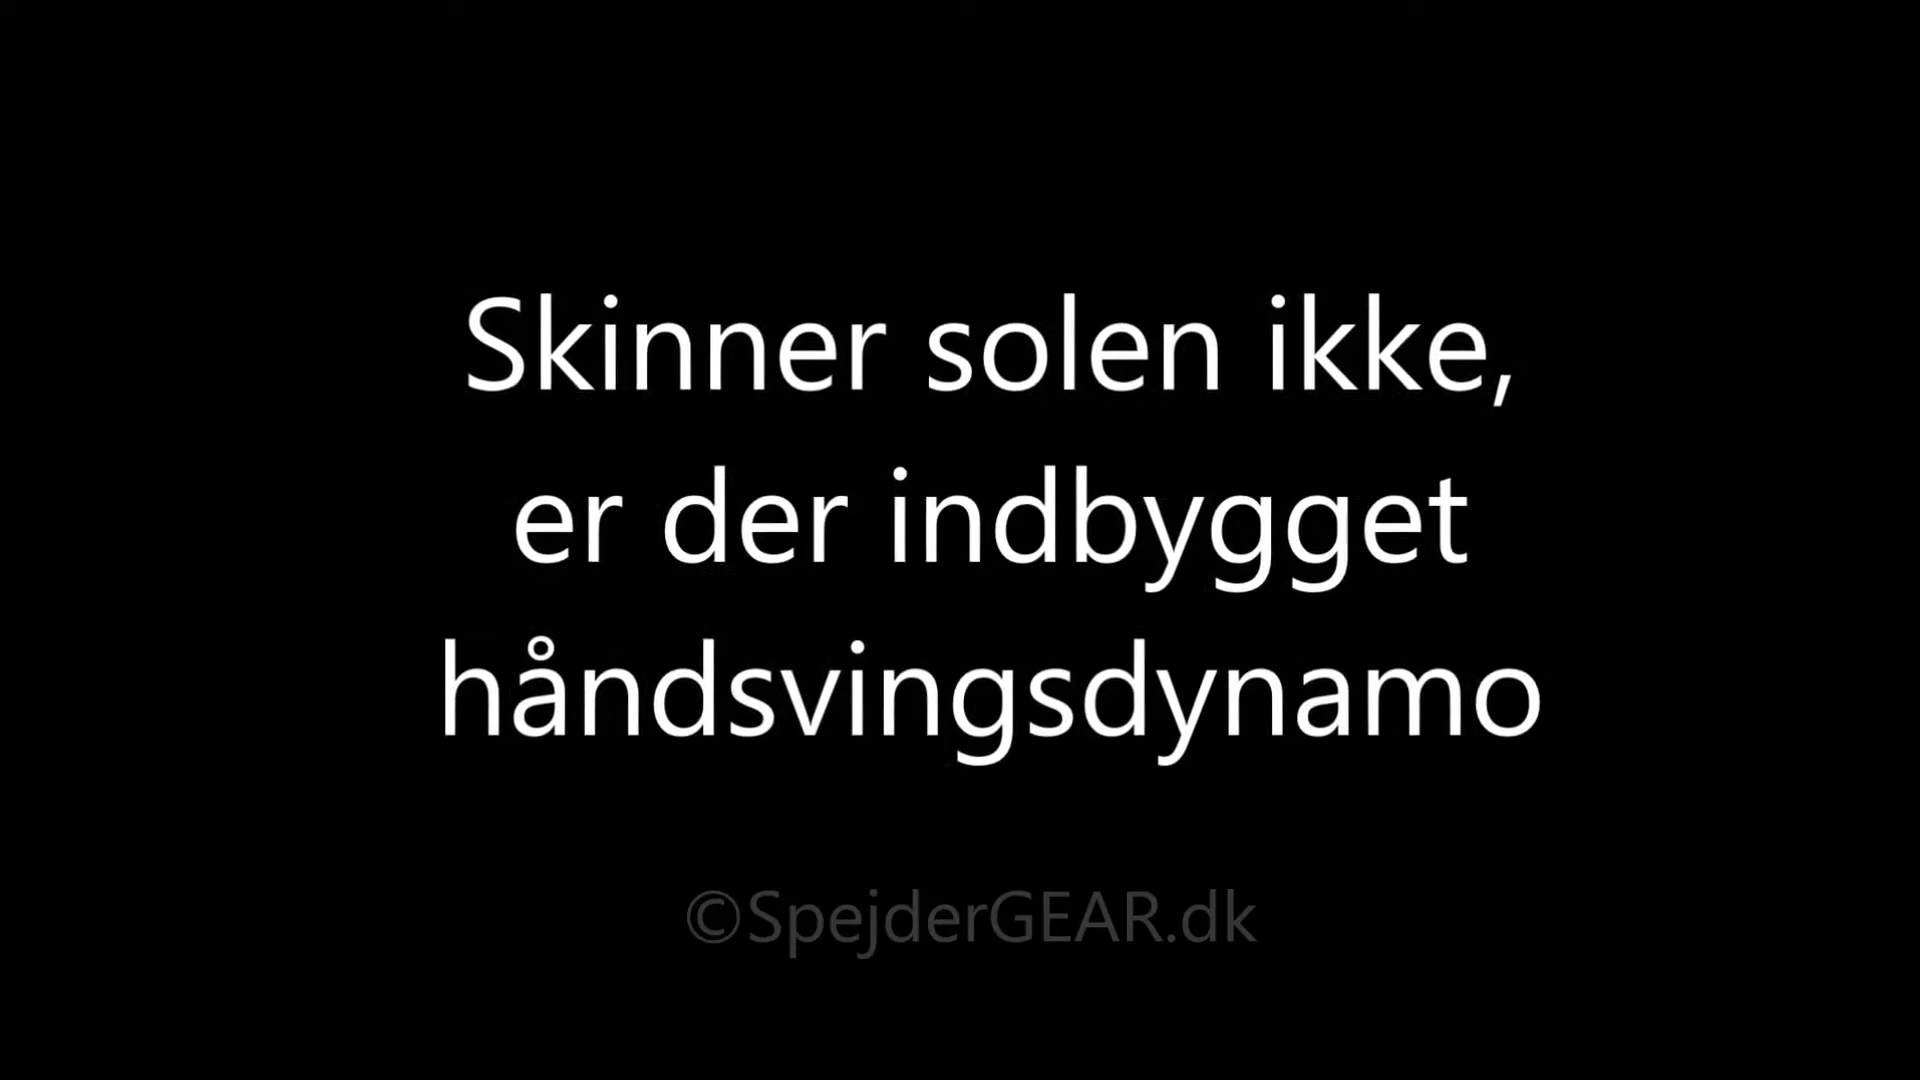 Skinner solen ikke,
er der indbygget
håndsvingsdynamo
©SpejderGEAR.dk